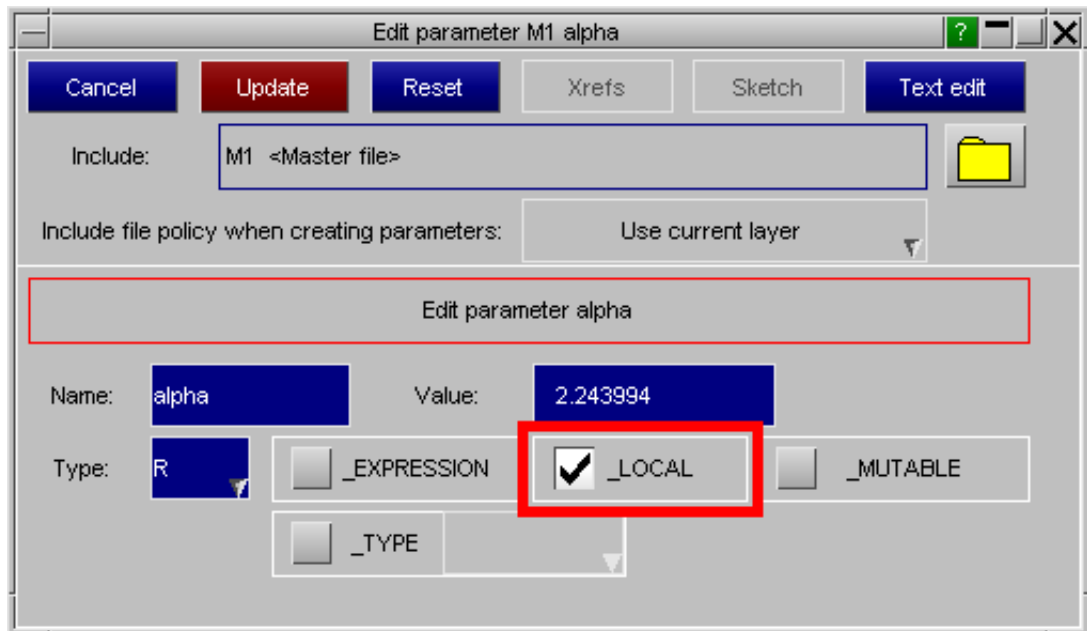 Edit parameter M1 alpha ?
Cancel Update Reset Xrefs Sketch Text edit
Include: M1 <Master file>
Include file policy when creating parameters: Use current layer
Edit parameter alpha
Name: alpha Value: 2.243994
Type: R _EXPRESSION _LOCAL _MUTABLE
_TYPE